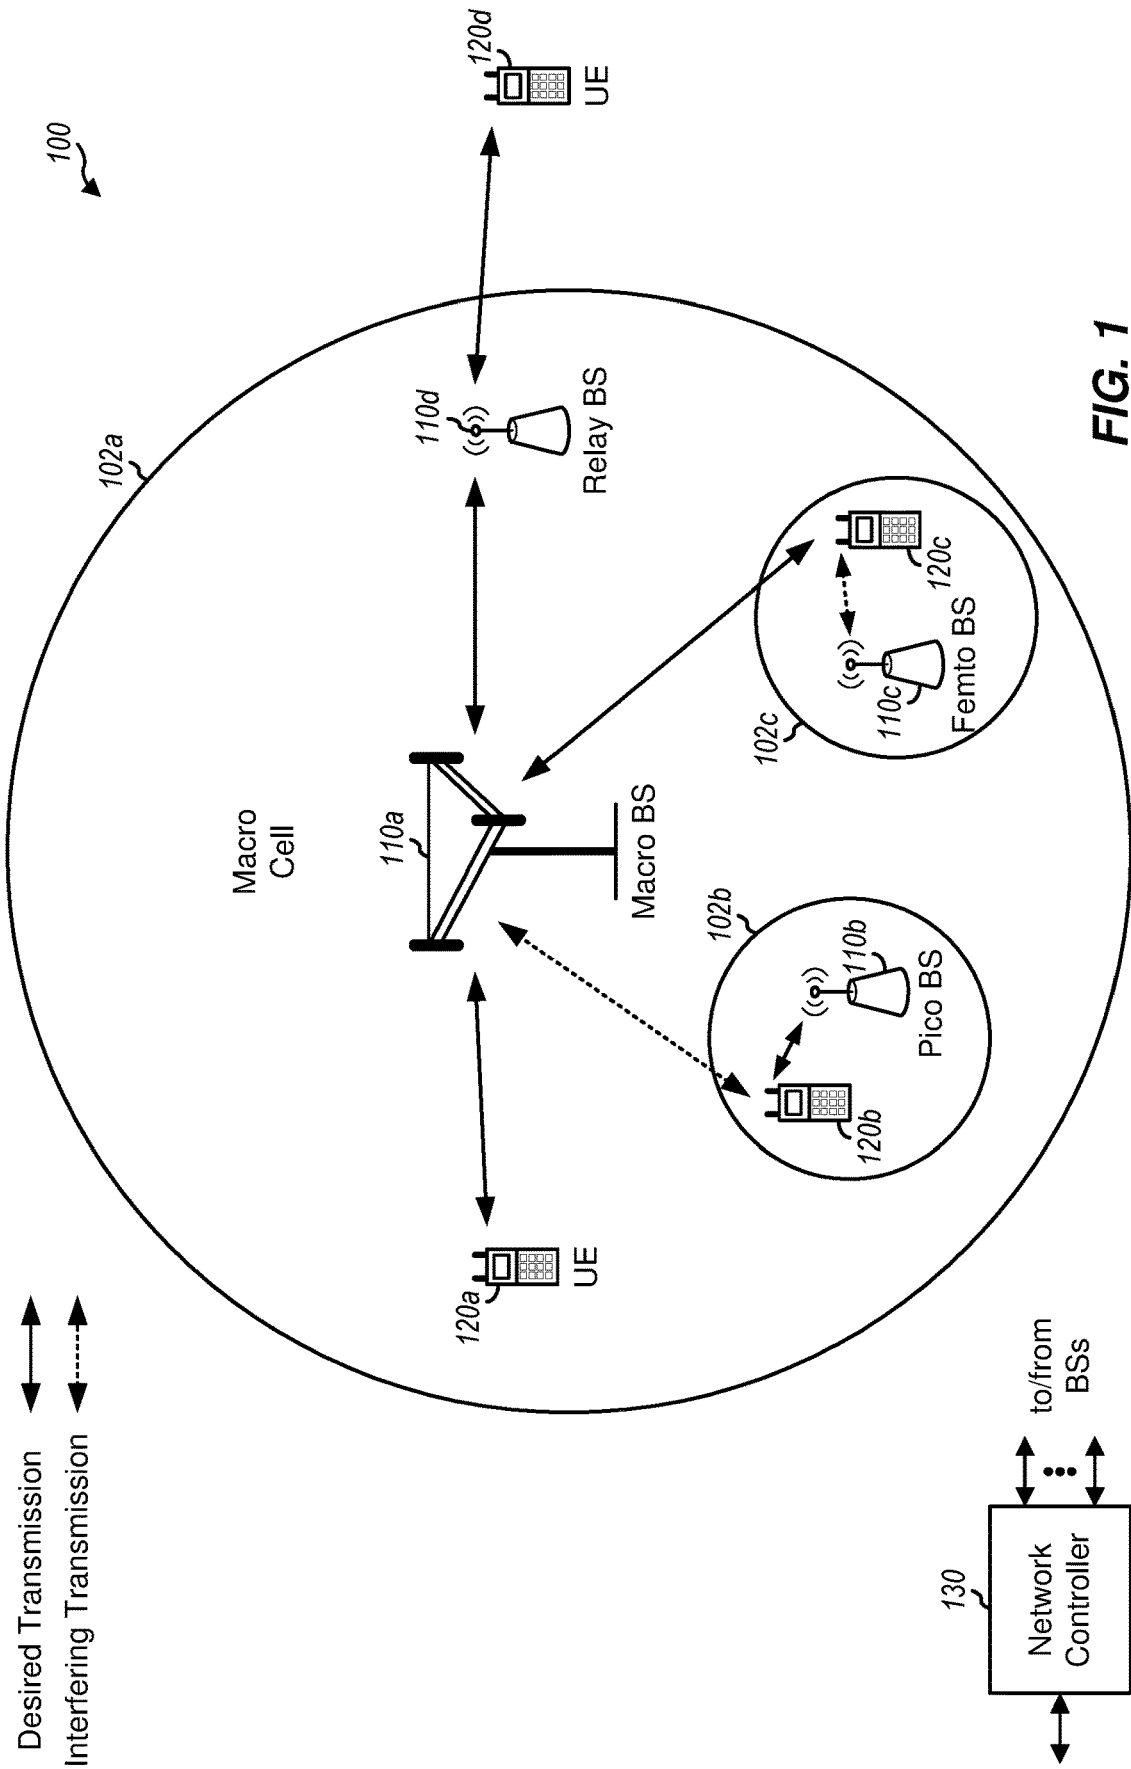 Desired Transmission
Interfering Transmission
100
102a
Macro
Cell
110a
110d
120d
120a
UE
Macro BS
Relay BS
UE
102b
102c
120b
110b
Pico BS
110c
120c
Femto BS
130
Network
Controller
to/from
BSs
FIG. 1